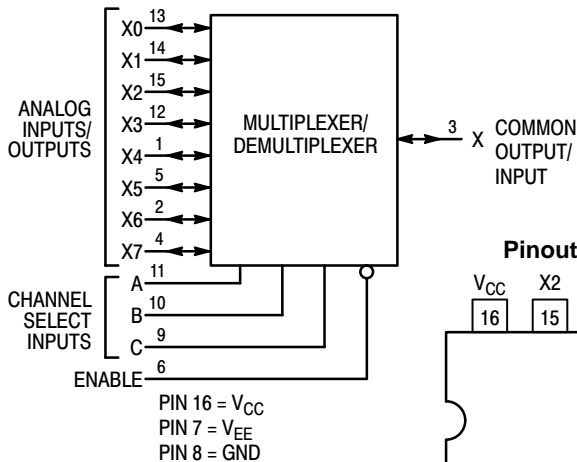 13
X0
14
X1
15
X2
12
X3
1
X4
5
X5
2
X6
4
X7
ANALOG
INPUTS/
OUTPUTS
MULTIPLEXER/
DEMULTIPLEXER
3
X
COMMON
OUTPUT/
INPUT
11
A
10
B
9
C
CHANNEL
SELECT
INPUTS
6
ENABLE
PIN 16 = VCC
PIN 7 = VEE
PIN 8 = GND
Pinout
VCC X2
16 15